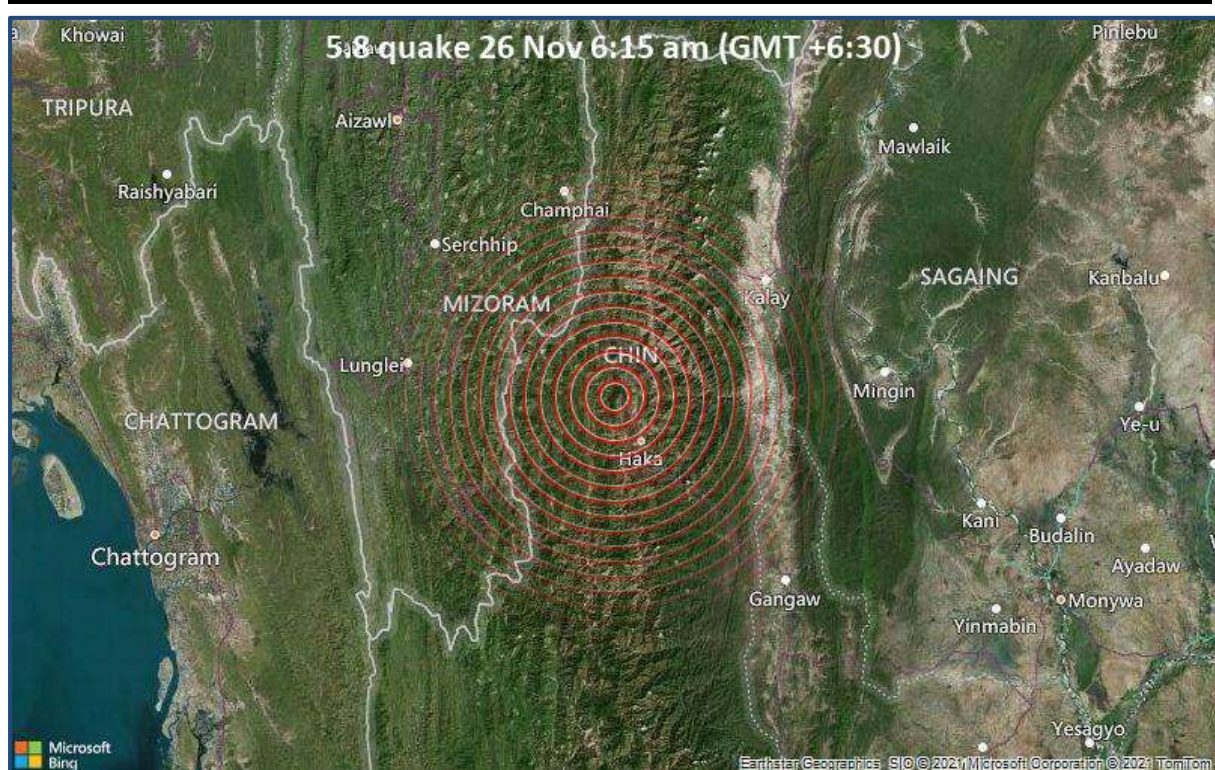 5.8 quake 26 Nov 6:15 am (GMT +6:30)
Khowai
Pinlebu
TRIPURA
Aizawl
Mawlaik
Raishyabari
Champhai
Serchhip
SAGAING
Kanbalu
MIZORAM
Kalay
CHIN
Lunglei
Mingin
CHATTOGRAM
Ye-u
Haka
Kani
Budalin
Chattogram
Ayadaw
Gangaw
Monywa
Yinmabin
Yesagyo
Microsoft
Bing
Earthstar Geographics SIO © 2021 Microsoft Corporation © 2021 TomTom